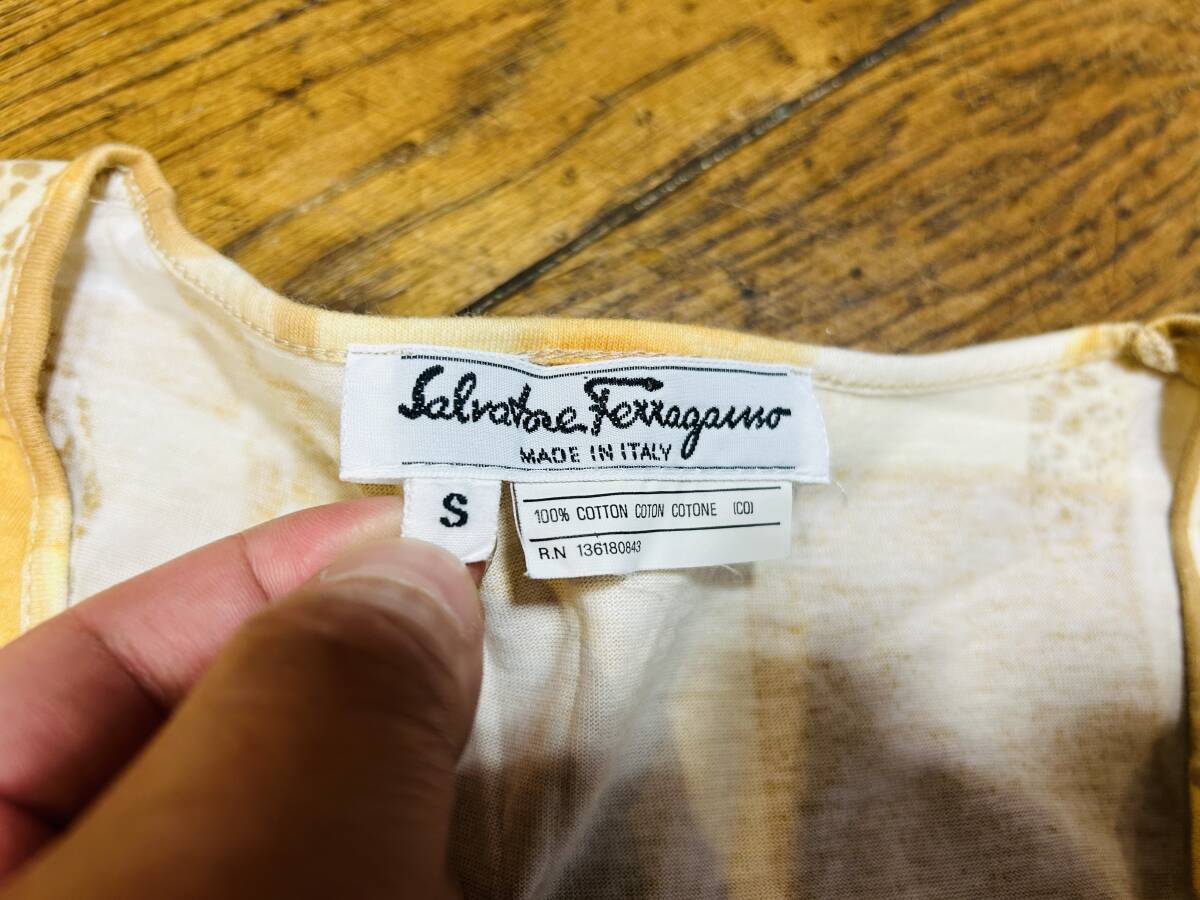 Salvatore Ferragamo
MADE IN ITALY
S
100% COTTON COTON COTONE (CO)
R.N 136180843